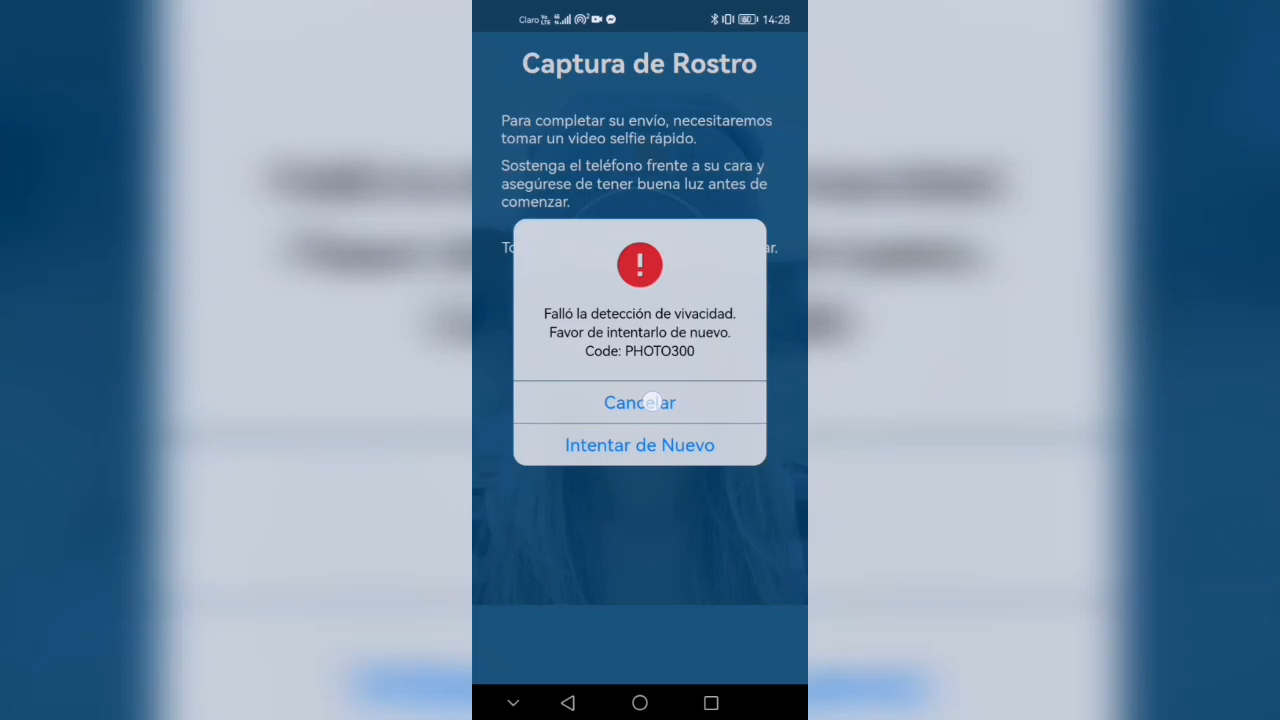 Claro 14:28
Captura de Rostro
Para completar su envío, necesitaremos
tomar un video selfie rápido.
Sostenga el teléfono frente a su cara y
asegúrese de tener buena luz antes de
comenzar.
Falló la detección de vivacidad.
Favor de intentarlo de nuevo.
Code: PHOTO300
Cancelar
Intentar de Nuevo